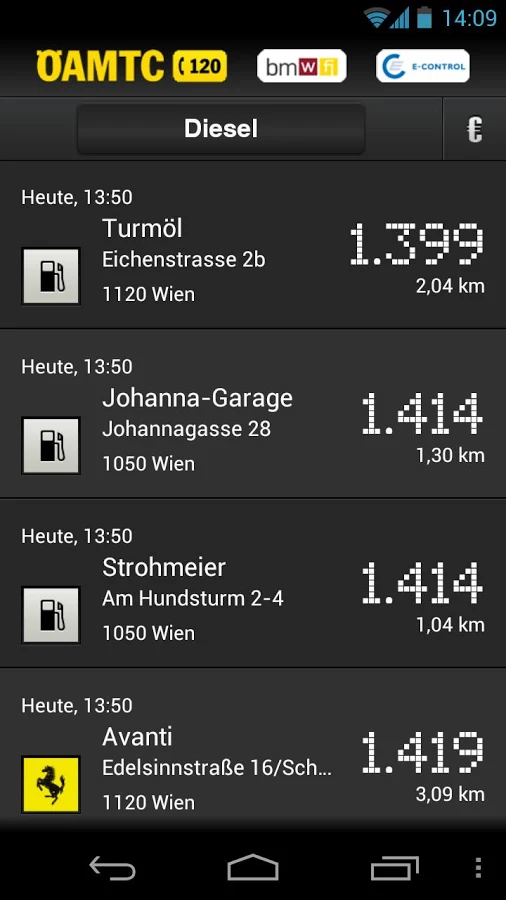 14:09
ÖAMTC 120 bmwfi E-CONTROL
Diesel €
Heute, 13:50
Turmöl
Eichenstrasse 2b
1120 Wien
1.399
2,04 km
Heute, 13:50
Johanna-Garage
Johannagasse 28
1050 Wien
1.414
1,30 km
Heute, 13:50
Strohmeier
Am Hundsturm 2-4
1050 Wien
1.414
1,04 km
Heute, 13:50
Avanti
Edelsinnstraße 16/Sch...
1120 Wien
1.419
3,09 km